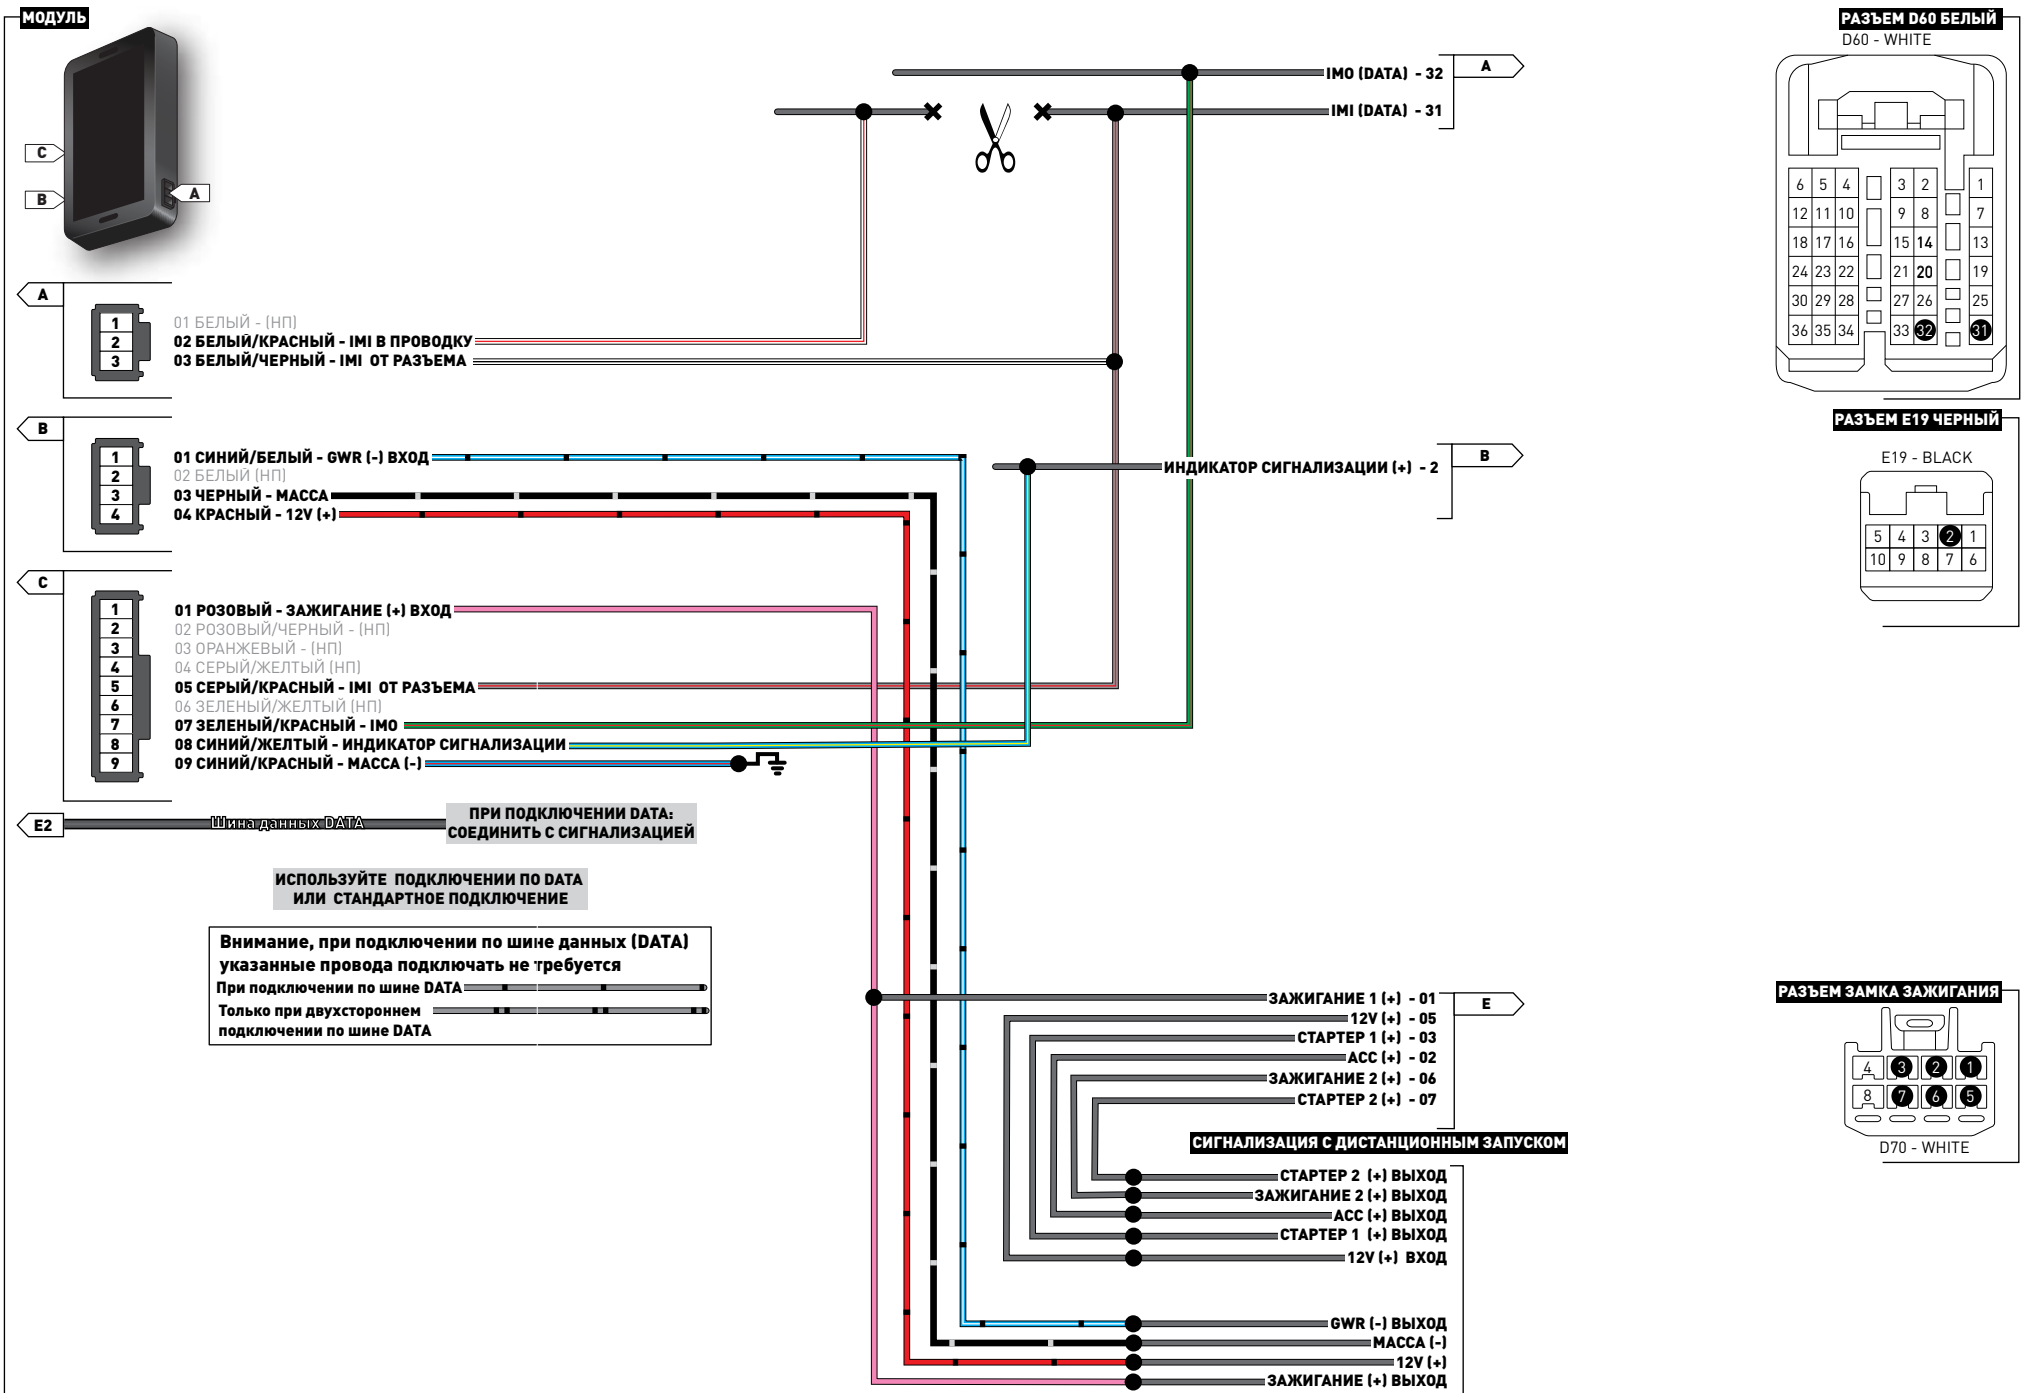 МОДУЛЬ
C
B
A
IMO (DATA) - 32
IMI (DATA) - 31
A
РАЗЪЕМ D60 БЕЛЫЙ
D60 - WHITE
6 5 4 3 2 1
12 11 10 9 8 7
18 17 16 15 14 13
24 23 22 21 20 19
30 29 28 27 26 25
36 35 34 33 32 31
A
1
2
3
01 БЕЛЫЙ - (НП)
02 БЕЛЫЙ/КРАСНЫЙ - IMI В ПРОВОДКУ
03 БЕЛЫЙ/ЧЕРНЫЙ - IMI ОТ РАЗЪЕМА
B
1
2
3
4
01 СИНИЙ/БЕЛЫЙ - GWR (-) ВХОД
02 БЕЛЫЙ (НП)
03 ЧЕРНЫЙ - МАССА
04 КРАСНЫЙ - 12V (+)
ИНДИКАТОР СИГНАЛИЗАЦИИ (+) - 2
B
РАЗЪЕМ E19 ЧЕРНЫЙ
E19 - BLACK
5 4 3 2 1
10 9 8 7 6
C
1
2
3
4
5
6
7
8
9
01 РОЗОВЫЙ - ЗАЖИГАНИЕ (+) ВХОД
02 РОЗОВЫЙ/ЧЕРНЫЙ - (НП)
03 ОРАНЖЕВЫЙ - (НП)
04 СЕРЫЙ/ЖЕЛТЫЙ (НП)
05 СЕРЫЙ/КРАСНЫЙ - IMI ОТ РАЗЪЕМА
06 ЗЕЛЕНЫЙ/ЖЕЛТЫЙ (НП)
07 ЗЕЛЕНЫЙ/КРАСНЫЙ - IMO
08 СИНИЙ/ЖЕЛТЫЙ - ИНДИКАТОР СИГНАЛИЗАЦИИ
09 СИНИЙ/КРАСНЫЙ - МАССА (-)
E2
Шина данных DATA
ПРИ ПОДКЛЮЧЕНИИ DATA:
СОЕДИНИТЬ С СИГНАЛИЗАЦИЕЙ
ИСПОЛЬЗУЙТЕ ПОДКЛЮЧЕНИИ ПО DATA
ИЛИ СТАНДАРТНОЕ ПОДКЛЮЧЕНИЕ
Внимание, при подключении по шине данных (DATA)
указанные провода подключать не требуется
При подключении по шине DATA
Только при двухстороннем
подключении по шине DATA
ЗАЖИГАНИЕ 1 (+) - 01
12V (+) - 05
СТАРТЕР 1 (+) - 03
ACC (+) - 02
ЗАЖИГАНИЕ 2 (+) - 06
СТАРТЕР 2 (+) - 07
E
РАЗЪЕМ ЗАМКА ЗАЖИГАНИЯ
4 3 2 1
8 7 6 5
D70 - WHITE
СИГНАЛИЗАЦИЯ С ДИСТАНЦИОННЫМ ЗАПУСКОМ
СТАРТЕР 2 (+) ВЫХОД
ЗАЖИГАНИЕ 2 (+) ВЫХОД
ACC (+) ВЫХОД
СТАРТЕР 1 (+) ВЫХОД
12V (+) ВХОД
GWR (-) ВЫХОД
МАССА (-)
12V (+)
ЗАЖИГАНИЕ (+) ВЫХОД